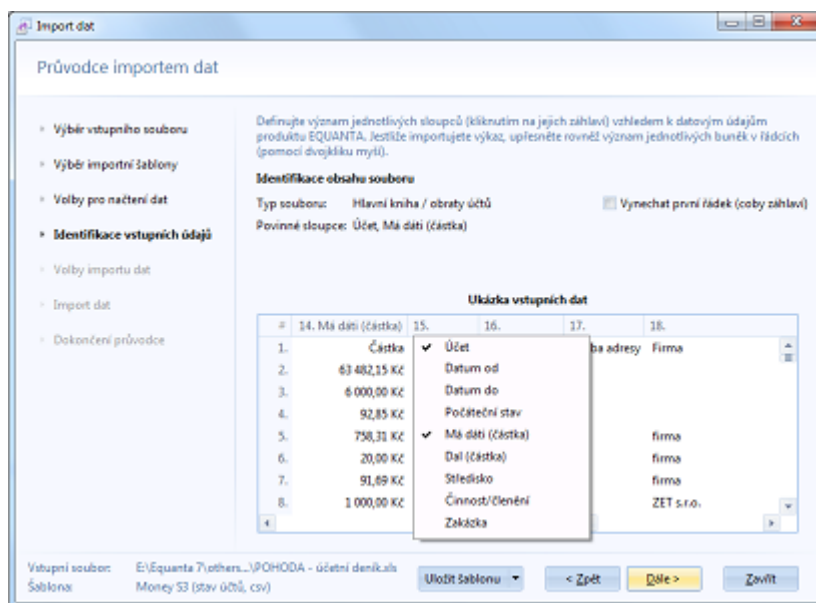 Import dat
Průvodce importem dat
Výběr vstupního souboru
Výběr importní šablony
Volby pro načtení dat
Identifikace vstupních údajů
Volby importu dat
Import dat
Dokončení průvodce
Definujte význam jednotlivých sloupců (kliknutím na jejich záhlaví) vzhledem k datovým údajům
produktu EQUANTA. Jestliže importujete výkaz, upřesněte rovněž význam jednotlivých buněk v řádcích
(pomocí dvojkliku myší).
Identifikace obsahu souboru
Typ souboru: Hlavní kniha / obraty účtů
Vynechat první řádek (coby záhlaví)
Povinné sloupce: Účet, Má dáti (částka)
Ukázka vstupních dat
# 14. Má dáti (částka) 15. 16. 17. 18.
1. Částka ba adresy Firma
2. 63 482,15 Kč
3. 6 000,00 Kč
4. 92,85 Kč
5. 758,31 Kč firma
6. 20,00 Kč firma
7. 91,69 Kč firma
8. 1 000,00 Kč ZET s.r.o.
Účet
Datum od
Datum do
Počáteční stav
Má dáti (částka)
Dal (částka)
Středisko
Činnost/členění
Zakázka
Vstupní soubor: E:\Equanta 7\others...\POHODA - účetní deník.xls
Šablona: Money S3 (stav účtů, csv)
Uložit šablonu
< Zpět
Dále >
Zavřít